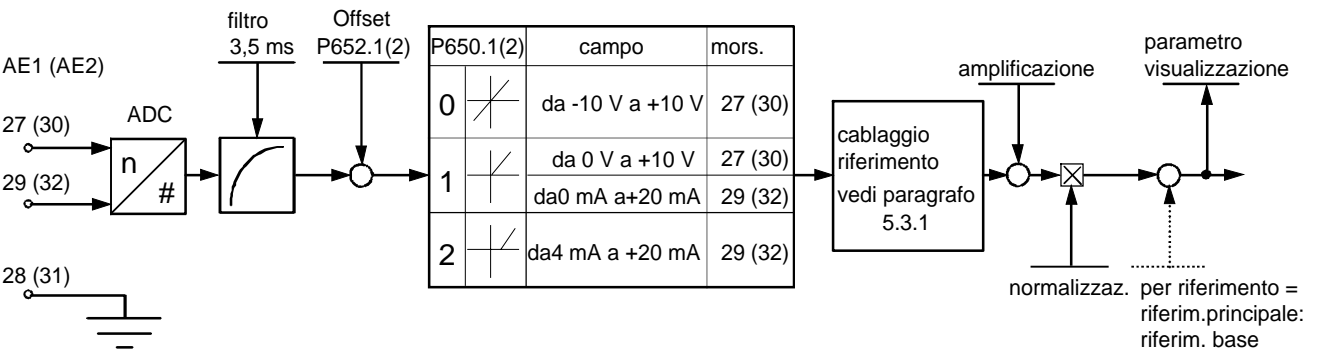 filtro
3,5 ms
Offset
P652.1(2)
AE1 (AE2)
27 (30)
29 (32)
28 (31)
ADC
n
#
P650.1(2) campo mors.
0 da -10 V a +10 V 27 (30)
1 da 0 V a +10 V 27 (30)
da0 mA a+20 mA 29 (32)
2 da4 mA a +20 mA 29 (32)
cablaggio
riferimento
vedi paragrafo
5.3.1
amplificazione
normalizzaz.
parametro
visualizzazione
per riferimento =
riferim.principale:
riferim. base